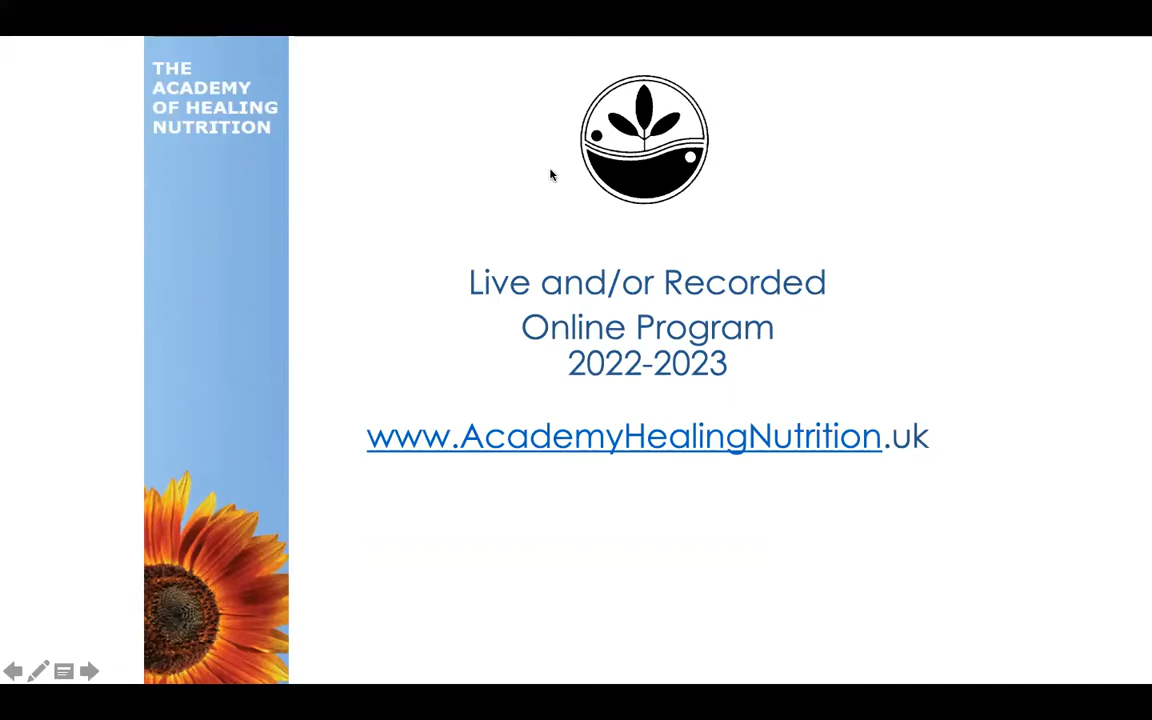 THE
ACADEMY
OF HEALING
NUTRITION
Live and/or Recorded
Online Program
2022-2023
www.AcademyHealingNutrition.uk